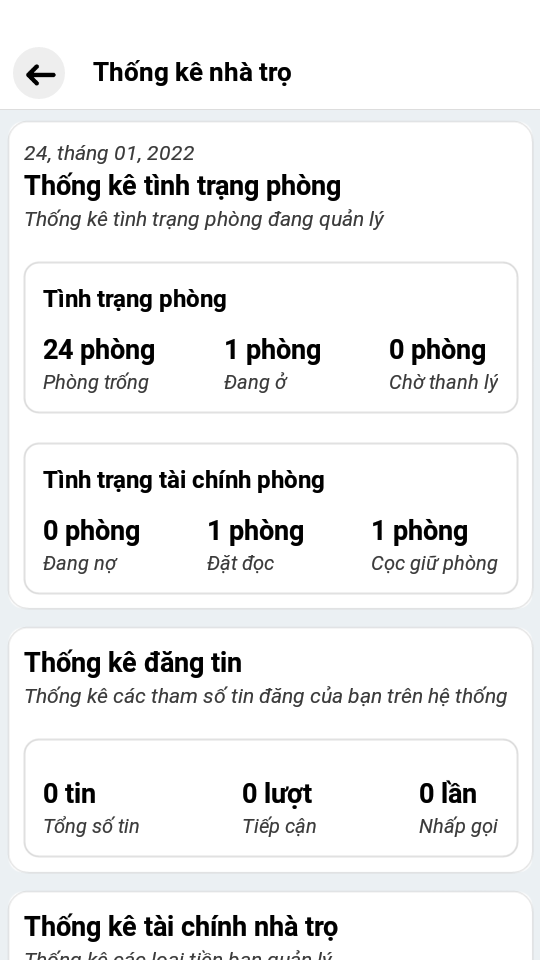 Thống kê nhà trọ
24, tháng 01, 2022
Thống kê tình trạng phòng
Thống kê tình trạng phòng đang quản lý
Tình trạng phòng
24 phòng 1 phòng 0 phòng
Phòng trống Đang ở Chờ thanh lý
Tình trạng tài chính phòng
0 phòng 1 phòng 1 phòng
Đang nợ Đặt đọc Cọc giữ phòng
Thống kê đăng tin
Thống kê các tham số tin đăng của bạn trên hệ thống
0 tin 0 lượt 0 lần
Tổng số tin Tiếp cận Nhấp gọi
Thống kê tài chính nhà trọ
Thống kê các loại tiền bạn quản lý